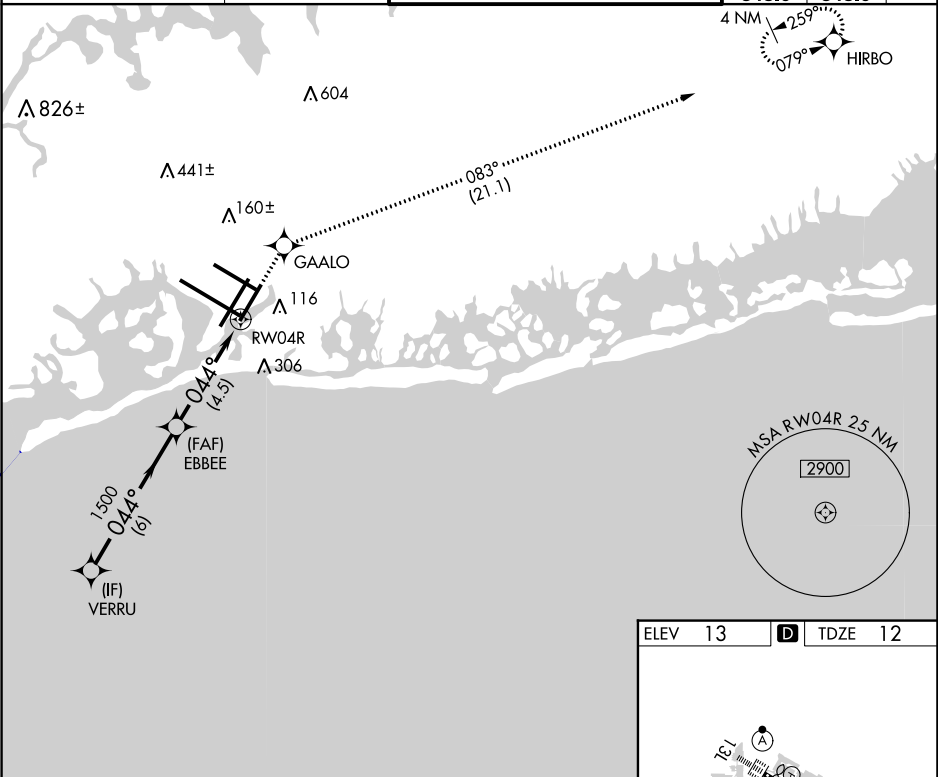 4 NM
259°
079°
HIRBO
604
826±
441±
083°
(21.1)
160±
GAALO
116
RW04R
306
044°
(4.5)
(FAF)
EBBEE
1500
044°
(6)
(IF)
VERRU
MSA RW04R 25 NM
2900
ELEV 13 D TDZE 12
A
13L